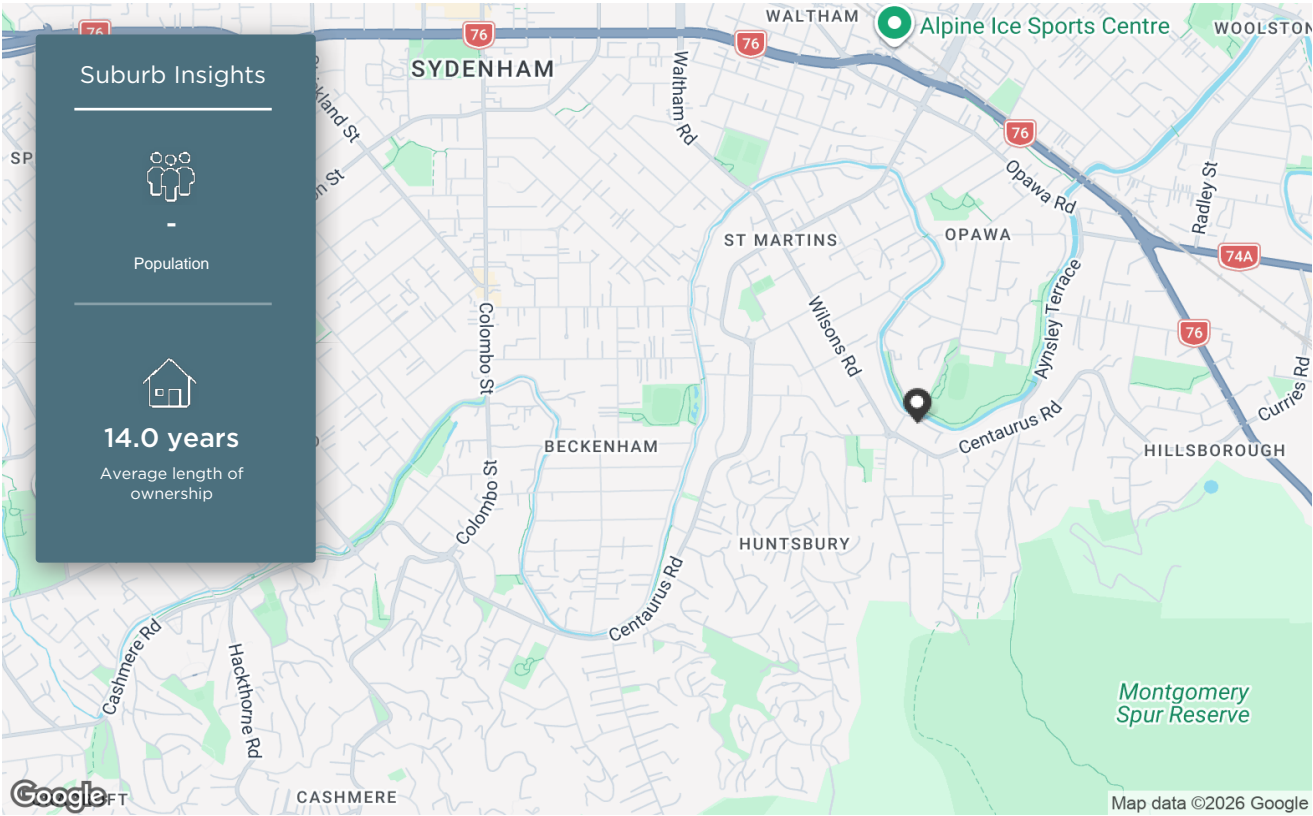 Suburb Insights
-
Population
14.0 years
Average length of
ownership
76
76
76
76
76
74A
WALTHAM
Alpine Ice Sports Centre
WOOLSTON
SYDENHAM
Waltham Rd
SP
Opawa Rd
Radley St
ST MARTINS
OPAWA
Colombo St
Wilsons Rd
Aynsley Terrace
Curries Rd
BECKENHAM
Centaurus Rd
HILLSBOROUGH
Colombo St
HUNTSBURY
Centaurus Rd
Cashmere Rd
Hackthorne Rd
Montgomery
Spur Reserve
Google
CASHMERE
Map data ©2026 Google